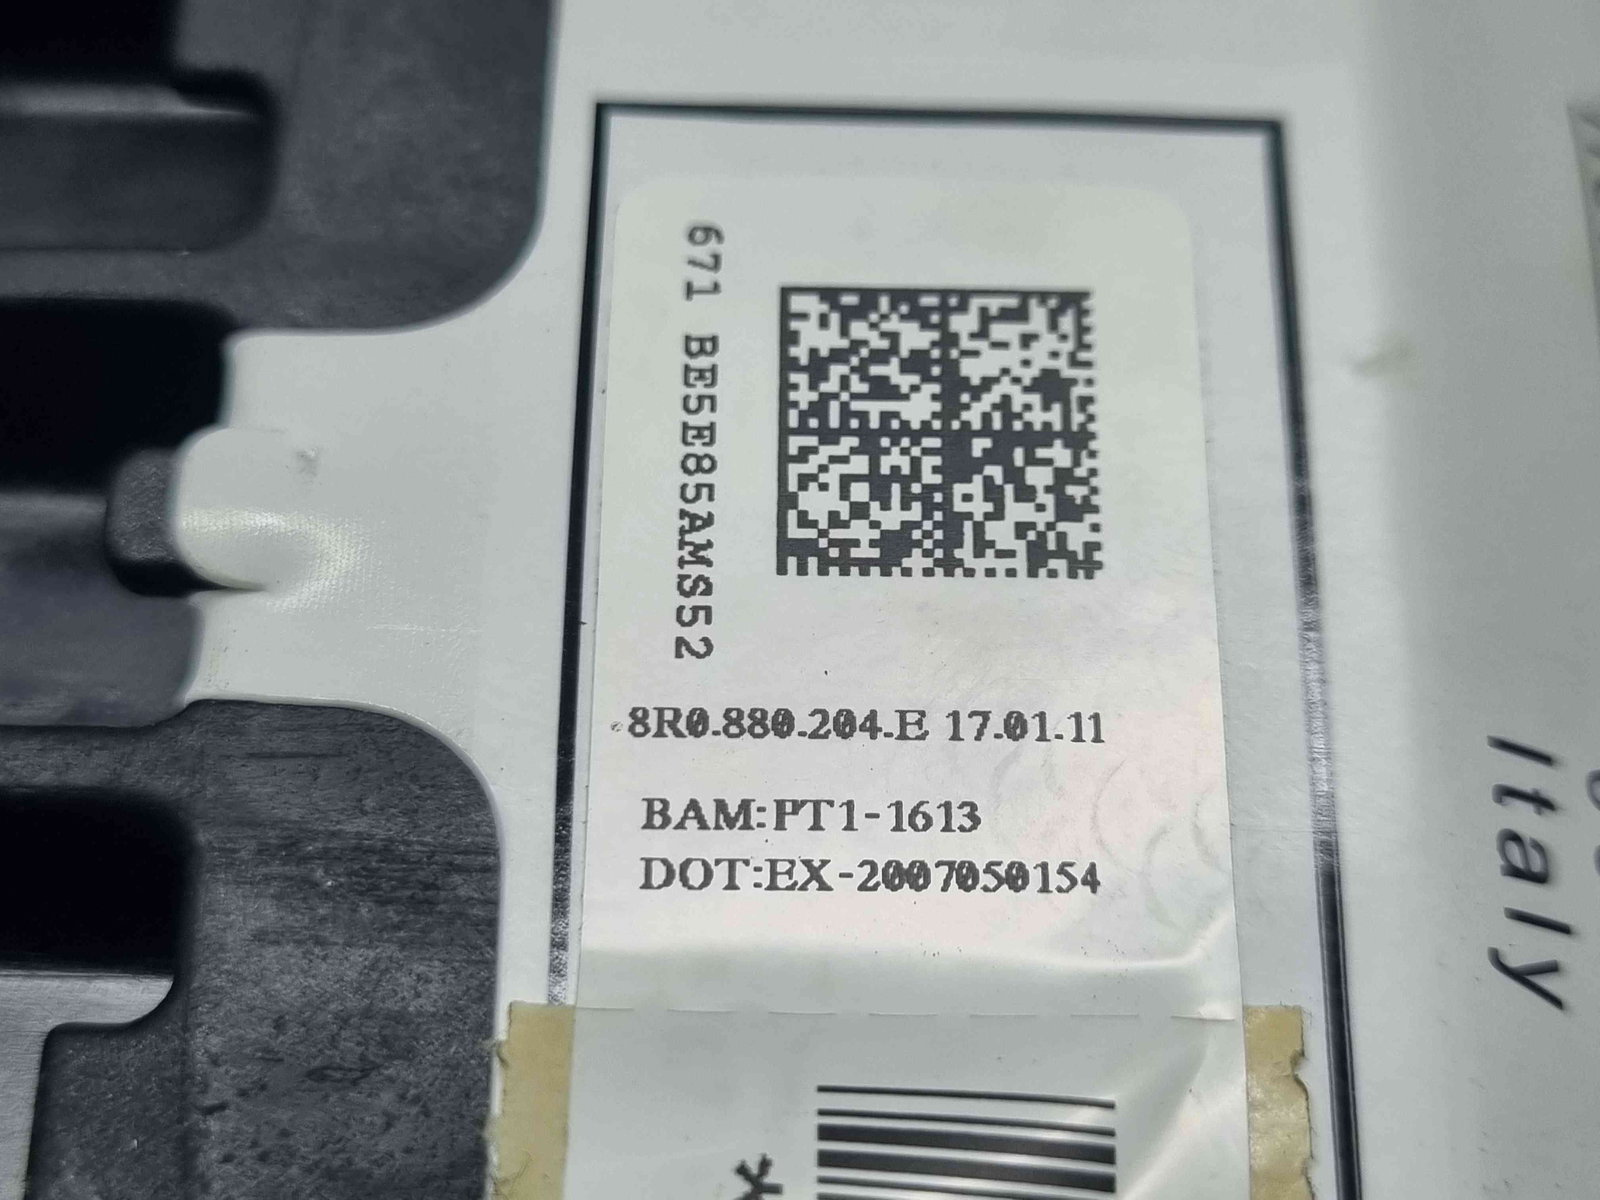 671 BE5E85AMS52
8R0.880.204.E 17.01.11
BAM:PT1-1613
DOT:EX-2007050154
Italy
*